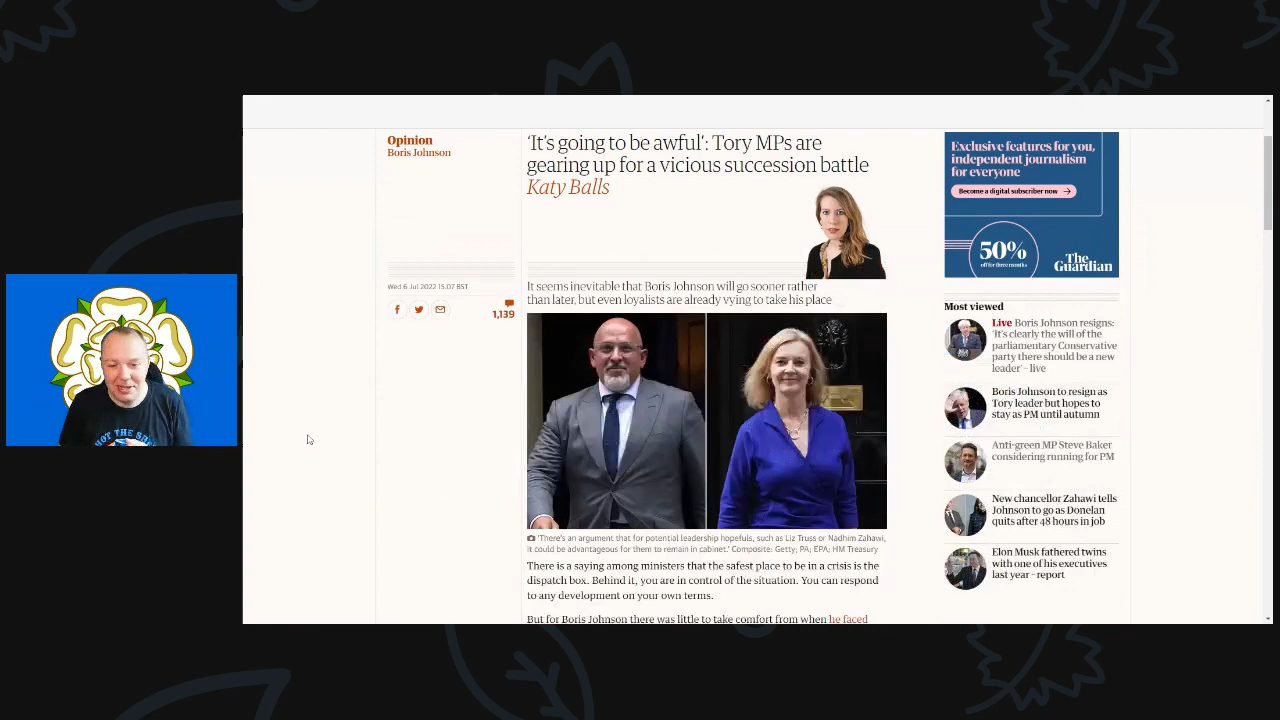 Opinion
Boris Johnson
'It's going to be awful': Tory MPs are
gearing up for a vicious succession battle
Katy Balls
Wed 6 Jul 2022 15.07 BST
1,139
It seems inevitable that Boris Johnson will go sooner rather
than later, but even loyalists are already vying to take his place
'There's an argument that for potential leadership hopefuls, such as Liz Truss or Nadhim Zahawi,
it could be advantageous for them to remain in cabinet.' Composite: Getty; PA; EPA; HM Treasury
There is a saying among ministers that the safest place to be in a crisis is the
dispatch box. Behind it, you are in control of the situation. You can respond
to any development on your own terms.
But for Boris Johnson there was little to take comfort from when he faced
Exclusive features for you,
independent journalism
for everyone
Become a digital subscriber now
50%
off for three months
The
Guardian
Most viewed
Live Boris Johnson resigns:
'It's clearly the will of the
parliamentary Conservative
party there should be a new
leader' – live
Boris Johnson to resign as
Tory leader but hopes to
stay as PM until autumn
Anti-green MP Steve Baker
considering running for PM
New chancellor Zahawi tells
Johnson to go as Donelan
quits after 48 hours in job
Elon Musk fathered twins
with one of his executives
last year – report